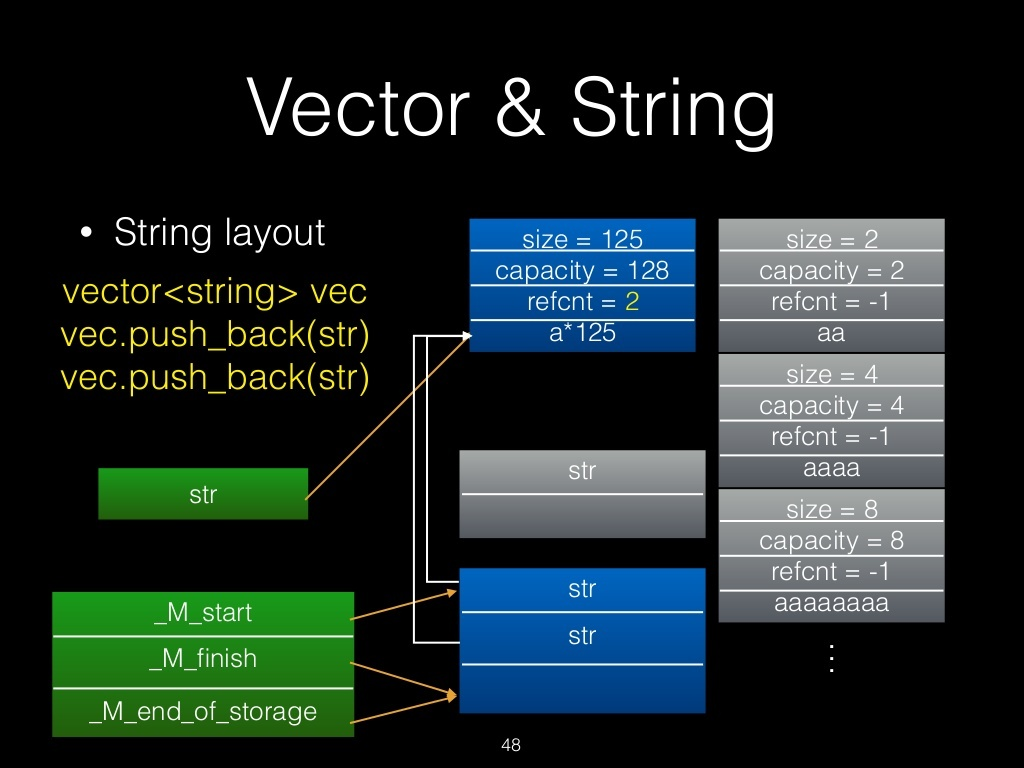 Vector & String
• String layout
vector<string> vec
vec.push_back(str)
vec.push_back(str)
str
_M_start
_M_finish
_M_end_of_storage
size = 125
capacity = 128
refcnt = 2
a*125
str
str
str
size = 2
capacity = 2
refcnt = -1
aa
size = 4
capacity = 4
refcnt = -1
aaaa
size = 8
capacity = 8
refcnt = -1
aaaaaaaa
⋮
48